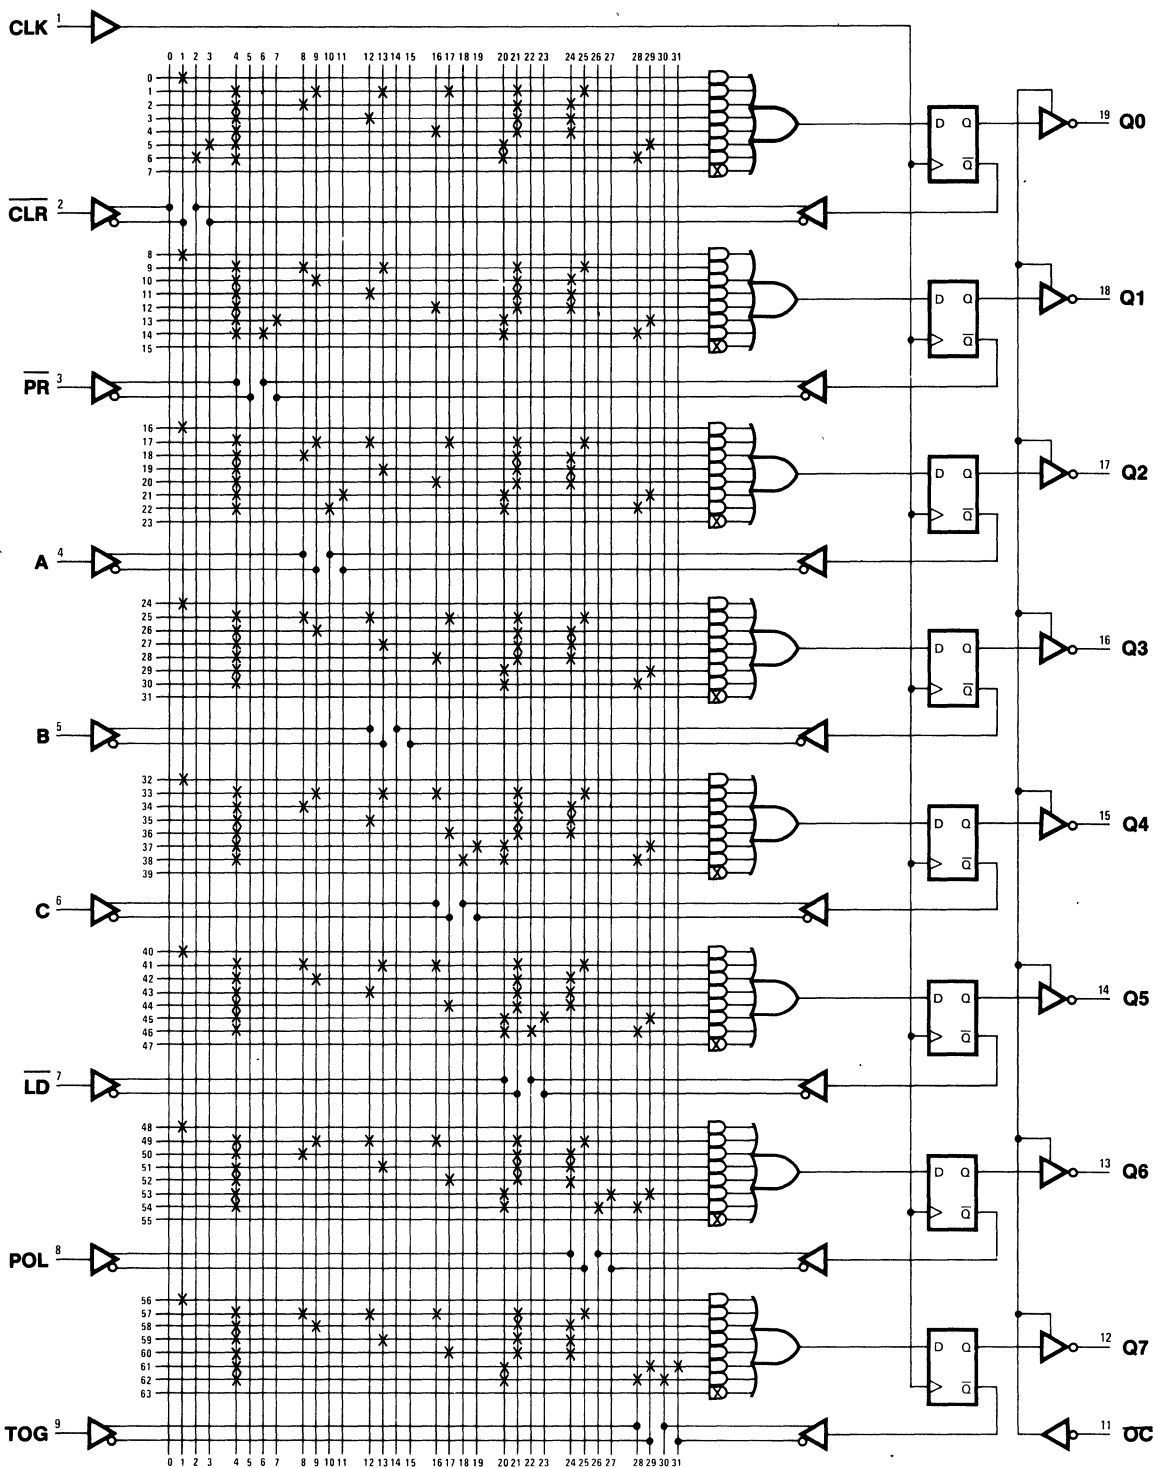 CLK 1
0 1 2 3 4 5 6 7 8 9 10 11 12 13 14 15 16 17 18 19 20 21 22 23 24 25 26 27 28 29 30 31
0
1
2
3
4
5
6
7
D Q
Q̅
19 Q0
C̅L̅R̅ 2
8
9
10
11
12
13
14
15
D Q
Q̅
18 Q1
P̅R̅ 3
16
17
18
19
20
21
22
23
D Q
Q̅
17 Q2
A 4
24
25
26
27
28
29
30
31
D Q
Q̅
16 Q3
B 5
32
33
34
35
36
37
38
39
D Q
Q̅
15 Q4
C 6
40
41
42
43
44
45
46
47
D Q
Q̅
14 Q5
L̅D̅ 7
48
49
50
51
52
53
54
55
D Q
Q̅
13 Q6
POL 8
56
57
58
59
60
61
62
63
D Q
Q̅
12 Q7
TOG 9
11 O̅C̅
0 1 2 3 4 5 6 7 8 9 10 11 12 13 14 15 16 17 18 19 20 21 22 23 24 25 26 27 28 29 30 31